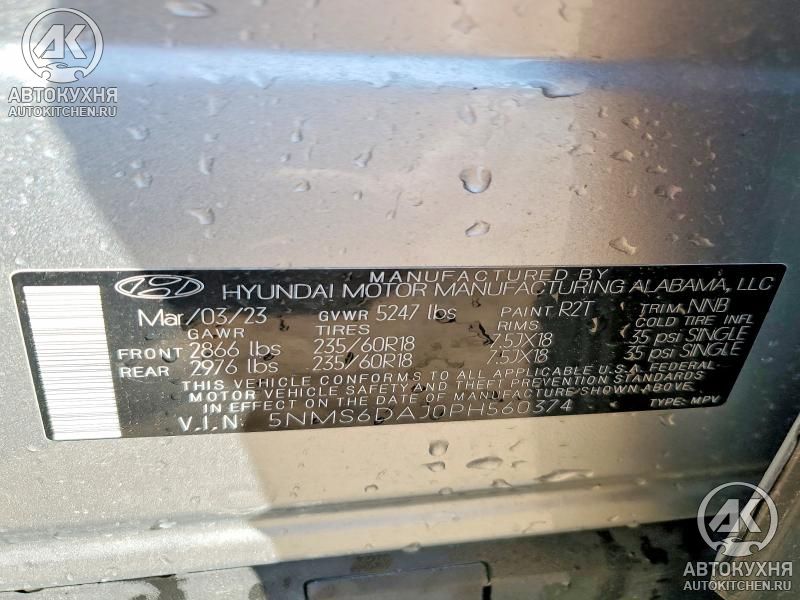 АК
АВТОКУХНЯ
AUTOKITCHEN.RU
MANUFACTURED BY
HYUNDAI MOTOR MANUFACTURING ALABAMA, LLC
Mar/03/23 GVWR 5247 lbs PAINT R2T TRIM NNB
GAWR TIRES RIMS COLD TIRE INFL
FRONT 2866 lbs 235/60R18 7.5JX18 35 psi SINGLE
REAR 2976 lbs 235/60R18 7.5JX18 35 psi SINGLE
THIS VEHICLE CONFORMS TO ALL APPLICABLE U.S.A. FEDERAL
MOTOR VEHICLE SAFETY AND THEFT PREVENTION STANDARDS
IN EFFECT ON THE DATE OF MANUFACTURE SHOWN ABOVE.
V.I.N: 5NMS6DAJ0PH560374 TYPE: MPV
АК
АВТОКУХНЯ
AUTOKITCHEN.RU